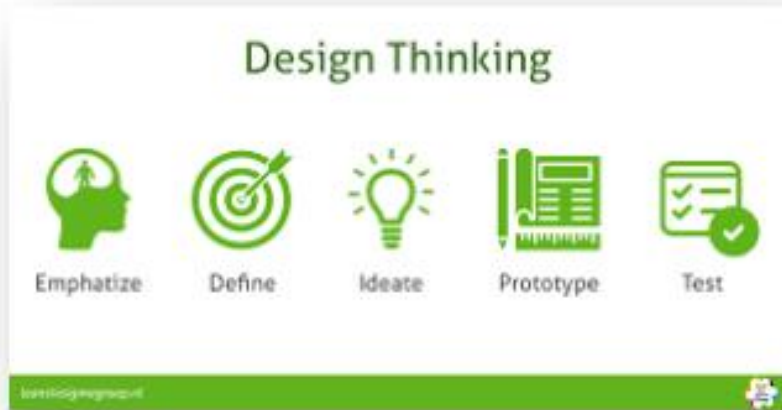 Design Thinking
Emphatize
Define
Ideate
Prototype
Test